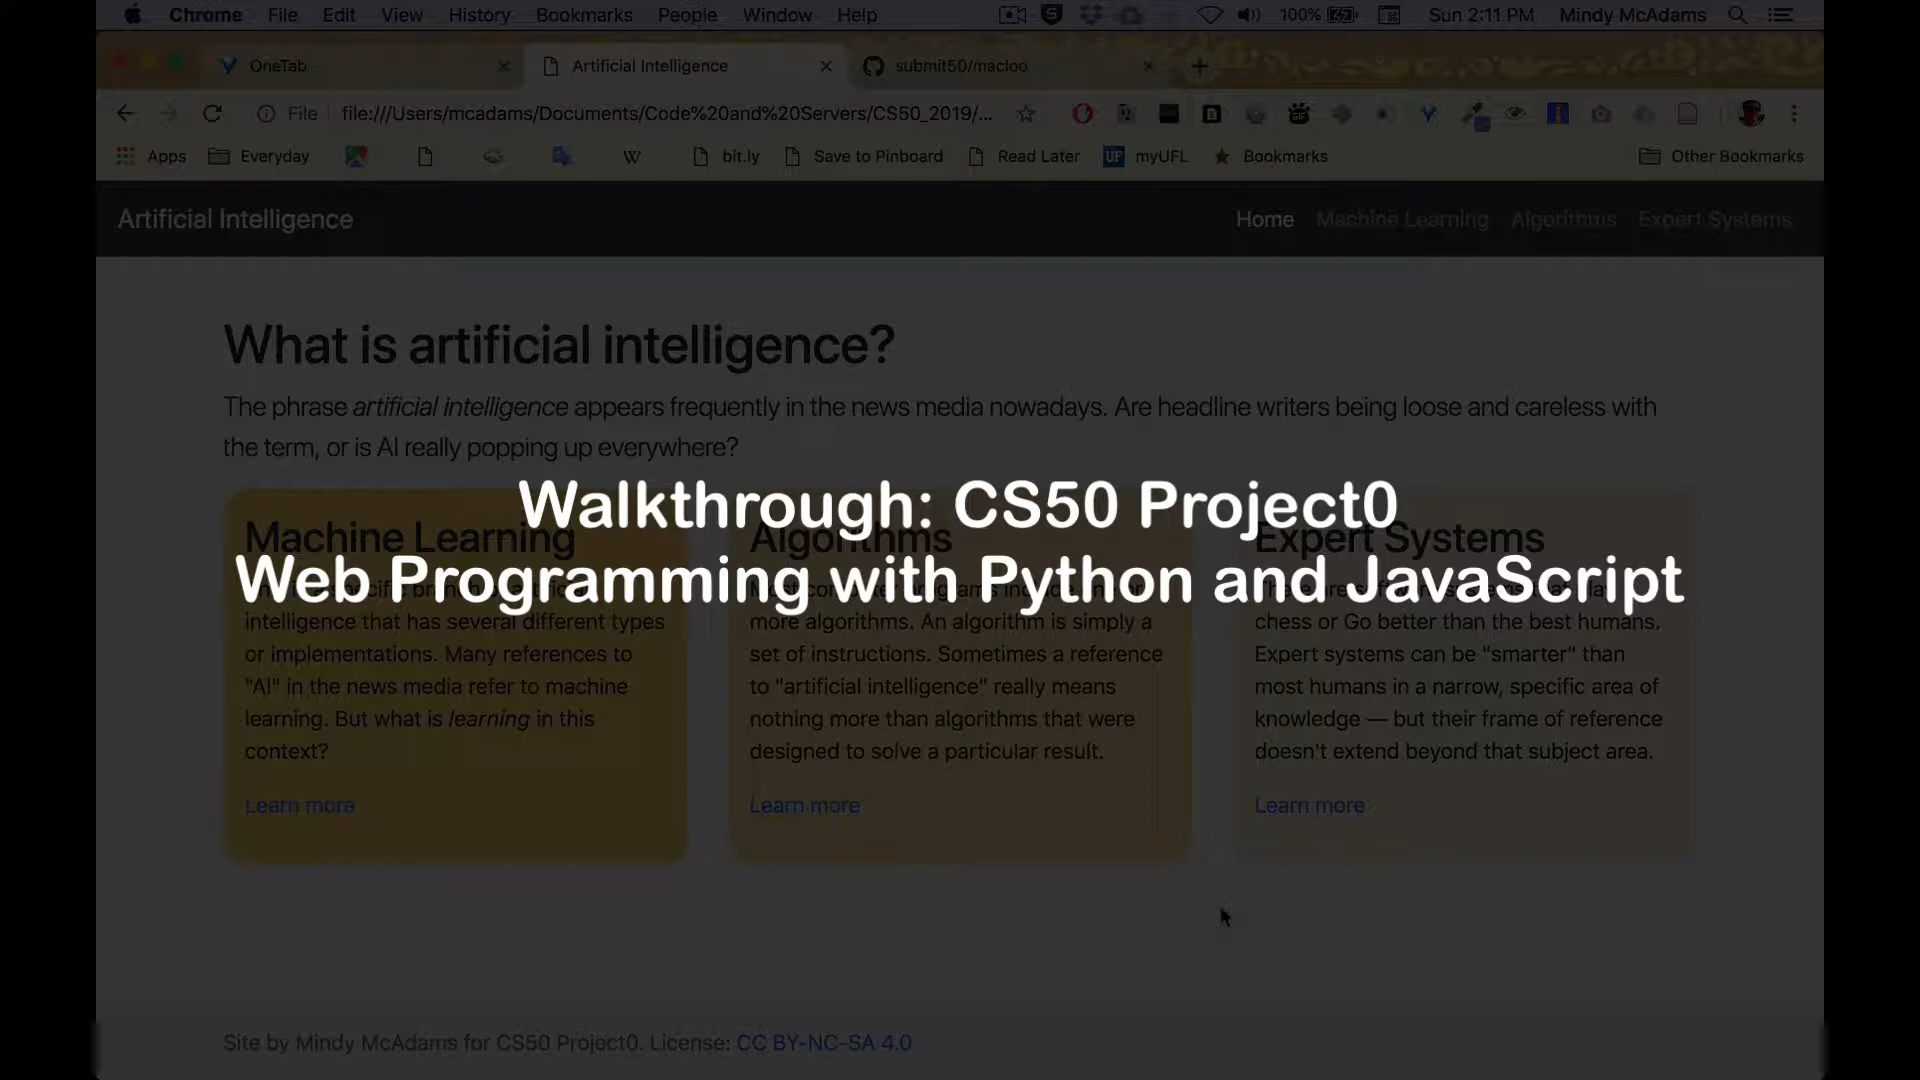 Chrome File Edit View History Bookmarks People Window Help 100% Sun 2:11 PM Mindy McAdams
OneTab Artificial Intelligence submit50/macloo
File file:///Users/mcadams/Documents/Code%20and%20Servers/CS50_2019/...
Apps Everyday bit.ly Save to Pinboard Read Later UF myUFL Bookmarks Other Bookmarks
Artificial Intelligence Home Machine Learning Algorithms Expert Systems
What is artificial intelligence?
The phrase artificial intelligence appears frequently in the news media nowadays. Are headline writers being loose and careless with
the term, or is AI really popping up everywhere?
Walkthrough: CS50 Project0
Web Programming with Python and JavaScript
Machine Learning
intelligence that has several different types
or implementations. Many references to
"AI" in the news media refer to machine
learning. But what is learning in this
context?
Learn more
Algorithms
more algorithms. An algorithm is simply a
set of instructions. Sometimes a reference
to "artificial intelligence" really means
nothing more than algorithms that were
designed to solve a particular result.
Learn more
Expert Systems
chess or Go better than the best humans.
Expert systems can be "smarter" than
most humans in a narrow, specific area of
knowledge — but their frame of reference
doesn't extend beyond that subject area.
Learn more
Site by Mindy McAdams for CS50 Project0. License: CC BY-NC-SA 4.0